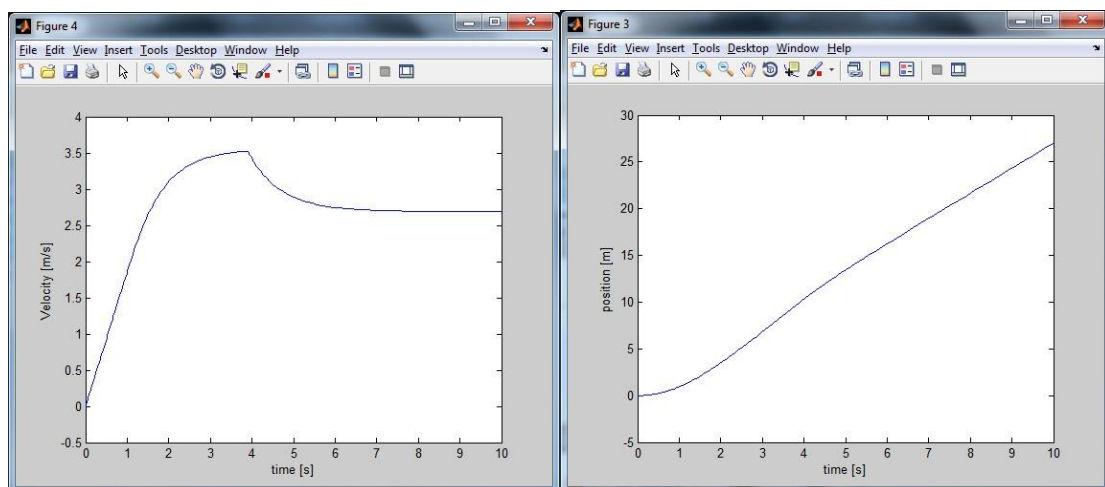 Figure 4
File Edit View Insert Tools Desktop Window Help
4
3.5
3
2.5
2
1.5
1
0.5
0
-0.5
Velocity [m/s]
0 1 2 3 4 5 6 7 8 9 10
time [s]
Figure 3
File Edit View Insert Tools Desktop Window Help
30
25
20
15
10
5
0
-5
position [m]
0 1 2 3 4 5 6 7 8 9 10
time [s]